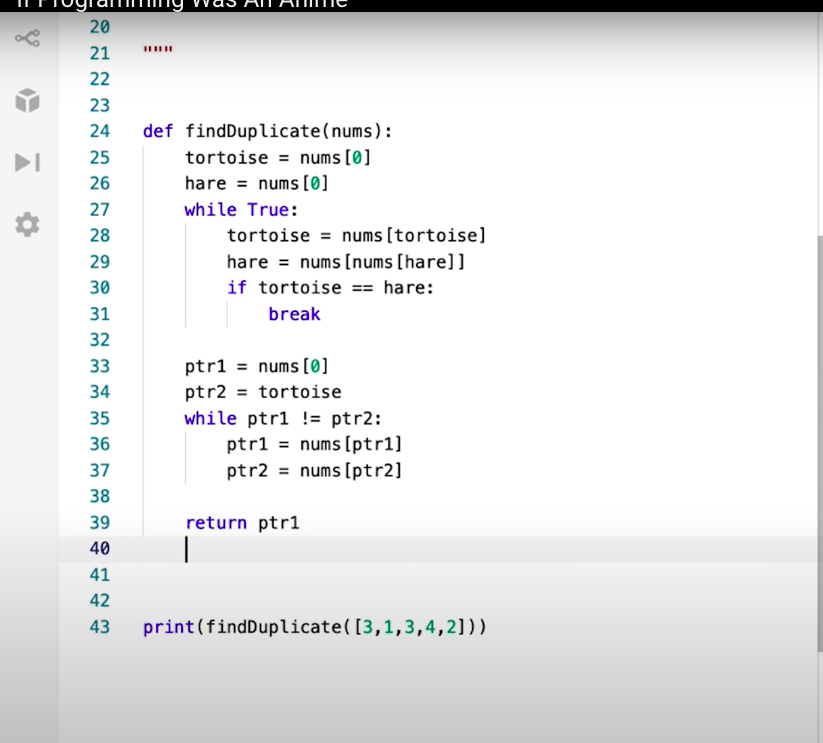 If Programming Was An Anime
20
21 """
22
23
24 def findDuplicate(nums):
25     tortoise = nums[0]
26     hare = nums[0]
27     while True:
28         tortoise = nums[tortoise]
29         hare = nums[nums[hare]]
30         if tortoise == hare:
31             break
32
33     ptr1 = nums[0]
34     ptr2 = tortoise
35     while ptr1 != ptr2:
36         ptr1 = nums[ptr1]
37         ptr2 = nums[ptr2]
38
39     return ptr1
40
41
42
43 print(findDuplicate([3,1,3,4,2]))